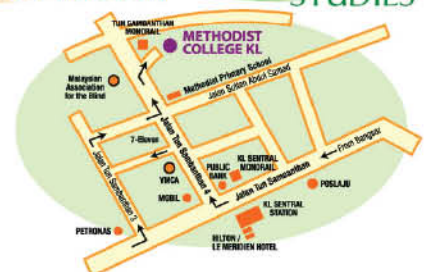 STUDIES
TUN SAMBANTHAN
MONORAIL
METHODIST
COLLEGE KL
Malaysian
Association
for the Blind
Methodist Primary School
Jalan Sultan Abdul Samad
7-Eleven
Jalan Tun Sambanthan 4
Jalan Tun Sambanthan 3
YMCA
PUBLIC
BANK
KL SENTRAL
MONORAIL
From Bangsar
Jalan Tun Sambanthan
MOBIL
POSLAJU
KL SENTRAL
STATION
PETRONAS
HILTON /
LE MERIDIEN HOTEL